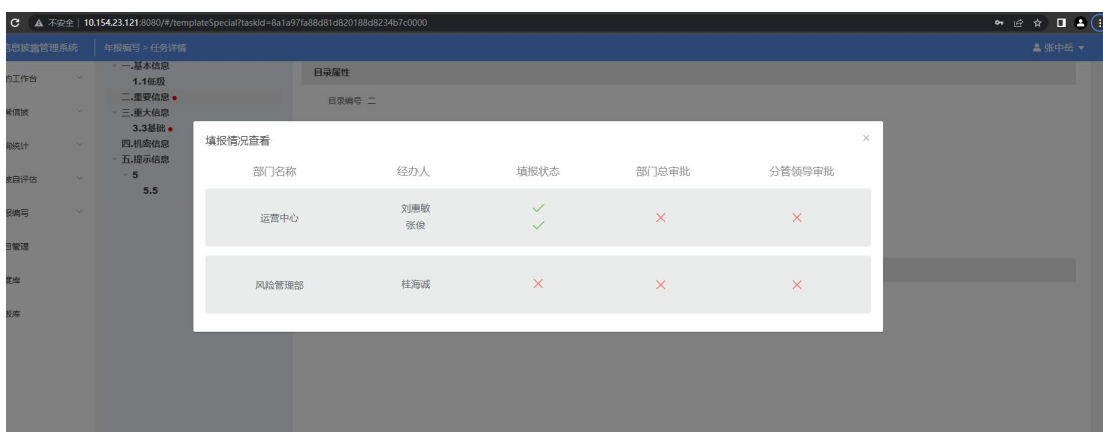 不安全 | 10.154.23.121:8080/#/templateSpecial?taskId=8a1a97fa88d81d820188d8234b7c0000
信息披露管理系统 年报编写 > 任务详情 张中岳
工作台
一.基本信息
1.1低级
二.重要信息
三.重大信息
3.3基础
四.机密信息
五.提示信息
5
5.5
目录属性
目录编号 二
填报情况查看
部门名称 经办人 填报状态 部门总审批 分管领导审批
运营中心 刘惠敏 张俊
风险管理部 桂海诚
统计
自评估
编写
管理